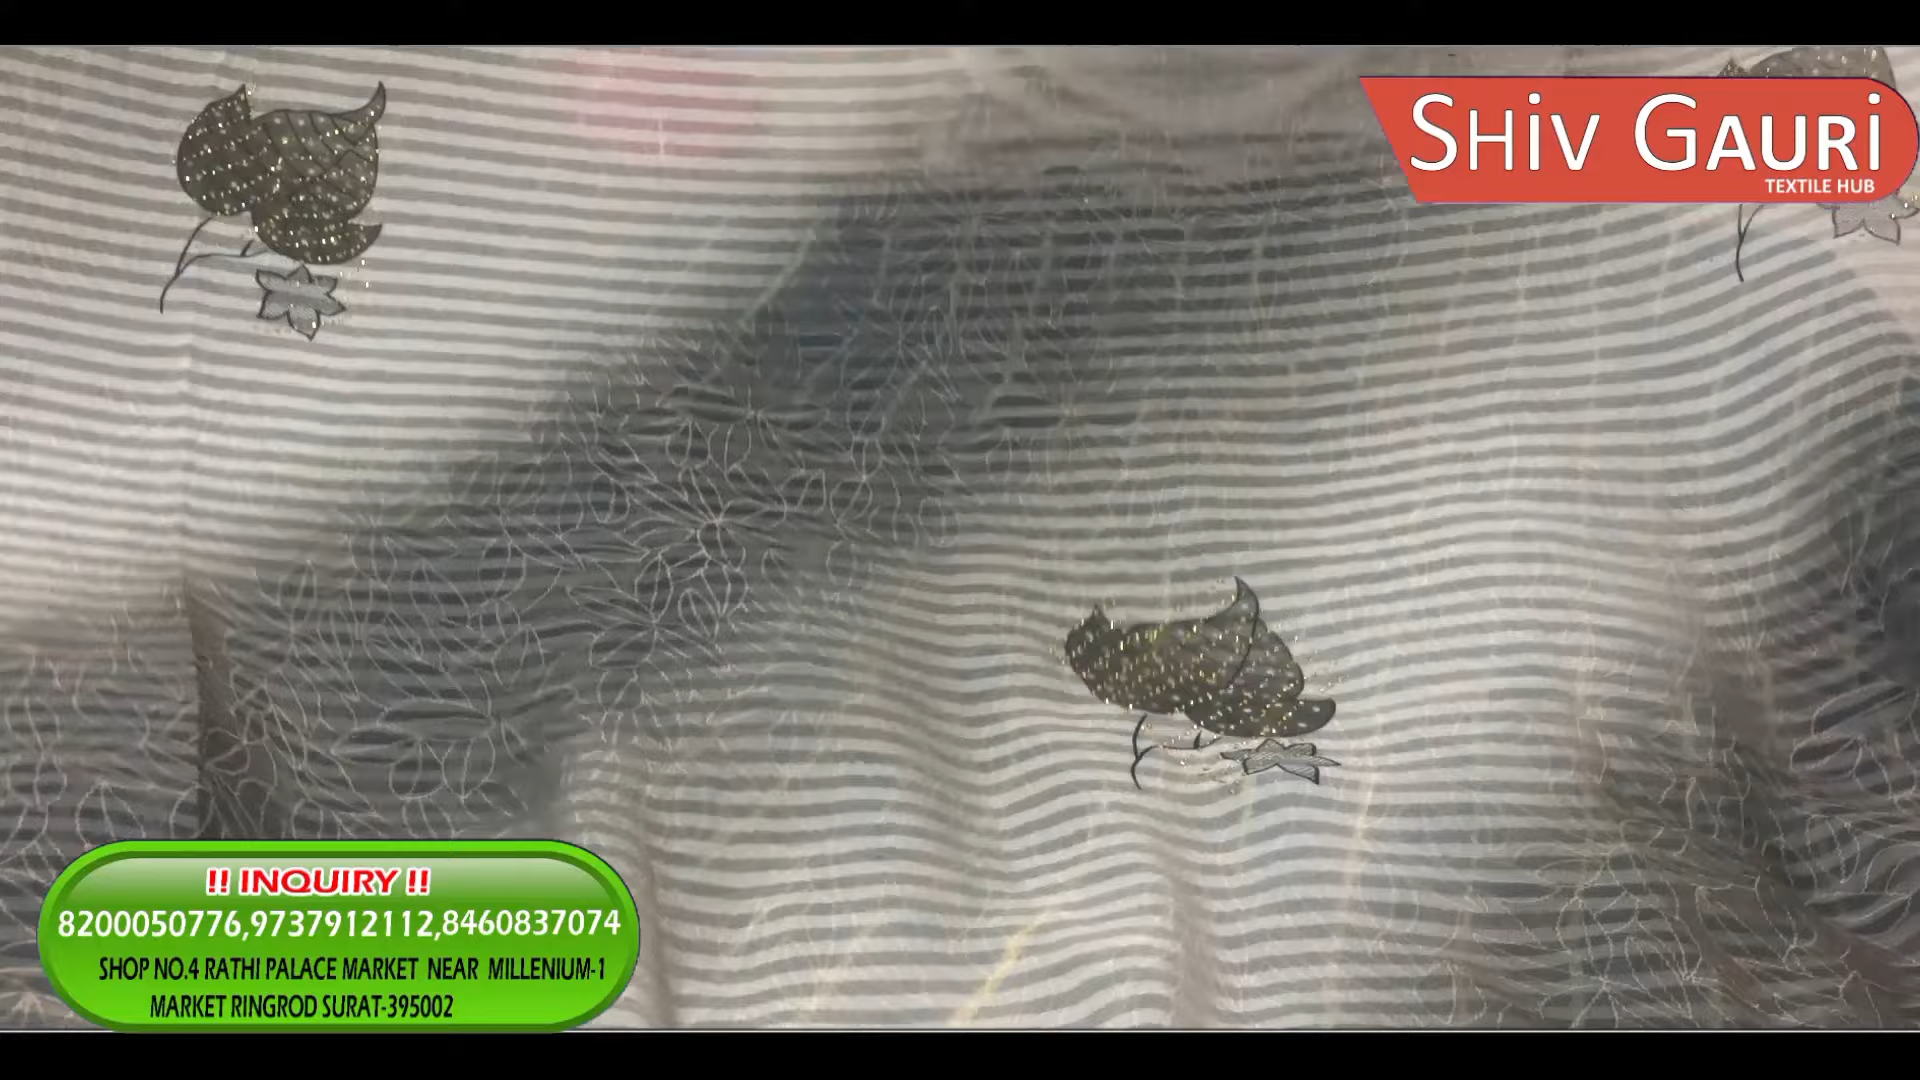 SHiV GAURi
TEXTILE HUB
!! INQUIRY !!
8200050776,9737912112,8460837074
SHOP NO.4 RATHI PALACE MARKET NEAR MILLENIUM-1
MARKET RINGROD SURAT-395002